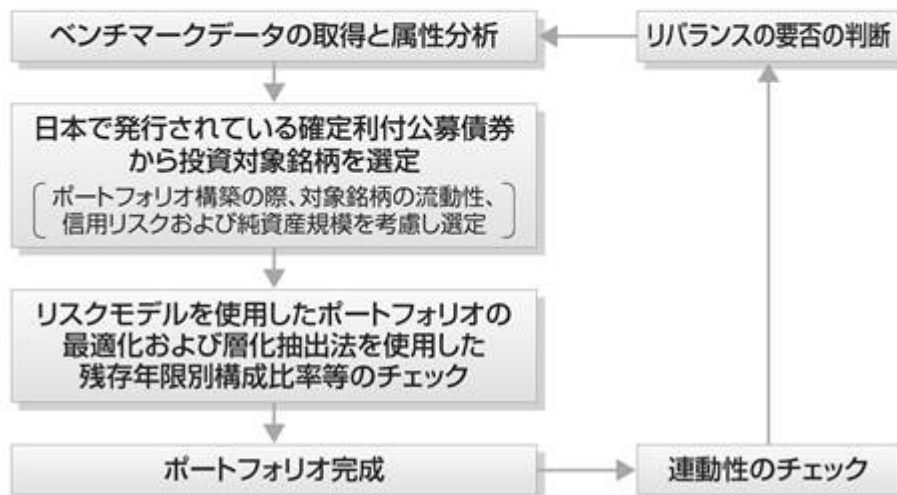 ベンチマークデータの取得と属性分析
リバランスの要否の判断
日本で発行されている確定利付公募債券
から投資対象銘柄を選定
ポートフォリオ構築の際、対象銘柄の流動性、
信用リスクおよび純資産規模を考慮し選定
リスクモデルを使用したポートフォリオの
最適化および層化抽出法を使用した
残存年限別構成比率等のチェック
ポートフォリオ完成
連動性のチェック